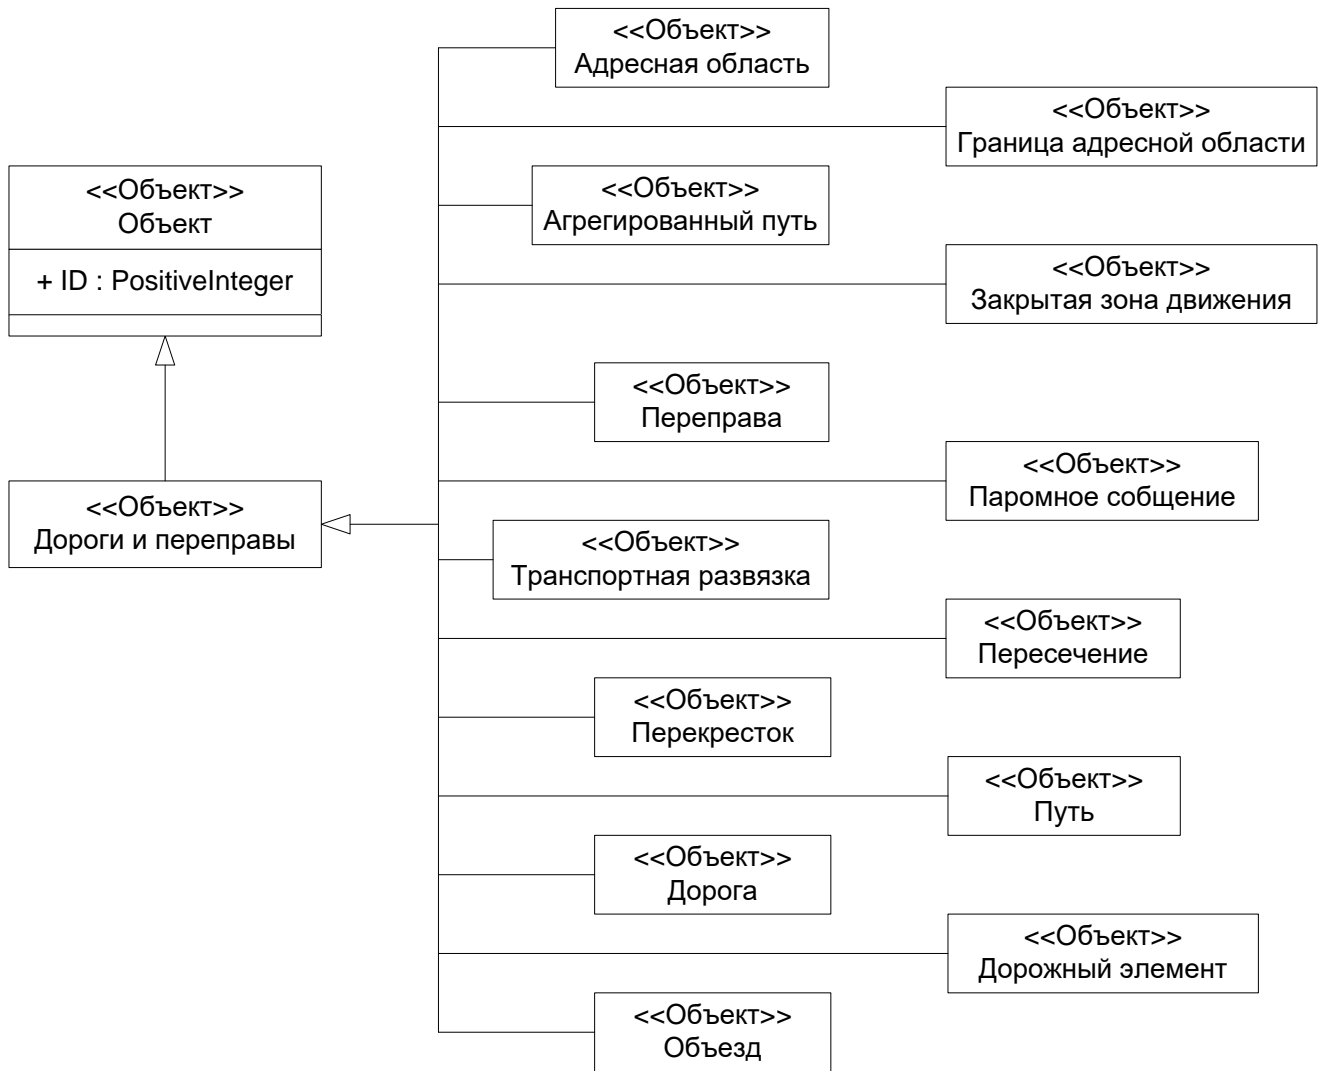 <<Объект>>
Адресная область
<<Объект>>
Граница адресной области
<<Объект>>
Объект
+ ID : PositiveInteger
<<Объект>>
Агрегированный путь
<<Объект>>
Закрытая зона движения
<<Объект>>
Переправа
<<Объект>>
Паромное собщение
<<Объект>>
Дороги и переправы
<<Объект>>
Транспортная развязка
<<Объект>>
Пересечение
<<Объект>>
Перекресток
<<Объект>>
Путь
<<Объект>>
Дорога
<<Объект>>
Дорожный элемент
<<Объект>>
Объезд